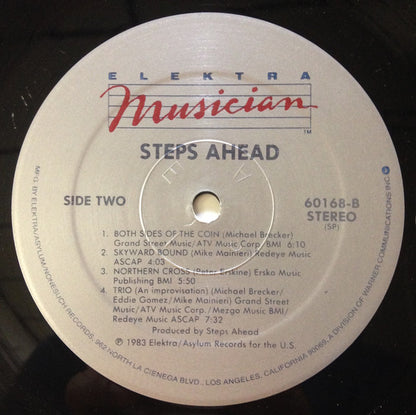 ELEKTRA
Musician
TM
STEPS AHEAD
SIDE TWO
60168-B
STEREO
(SP)
1. BOTH SIDES OF THE COIN (Michael Brecker)
Grand Street Music/ATV Music Corp. BMI 6:10
2. SKYWARD BOUND (Mike Mainieri) Redeye Music
ASCAP 4:03
3. NORTHERN CROSS (Peter Erskine) Ersko Music
Publishing BMI 5:50
4. TRIO (An improvisation) (Michael Brecker/
Eddie Gomez/Mike Mainieri) Grand Street
Music/ATV Music Corp./Mezgo Music BMI/
Redeye Music ASCAP 7:32
Produced by Steps Ahead
℗ 1983 Elektra/Asylum Records for the U.S.
MFG. BY ELEKTRA/ASYLUM/NONESUCH RECORDS, 962 NORTH LA CIENEGA BLVD., LOS ANGELES, CALIFORNIA 90069, A DIVISION OF WARNER COMMUNICATIONS INC.